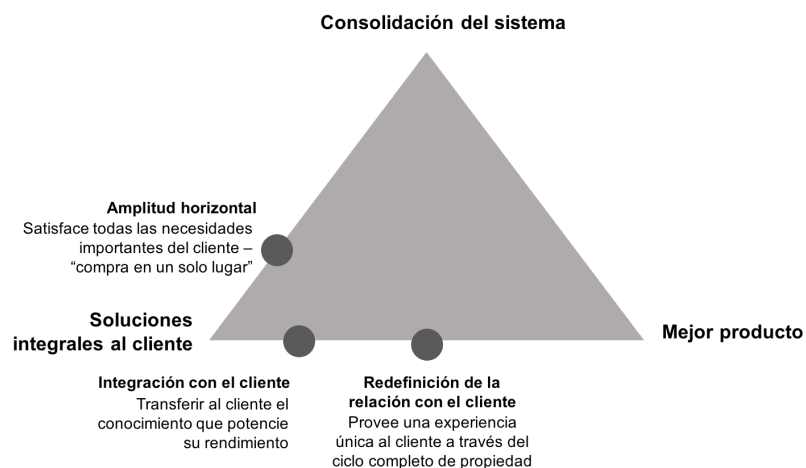 Consolidación del sistema
Amplitud horizontal
Satisface todas las necesidades
importantes del cliente –
“compra en un solo lugar”
Soluciones
integrales al cliente
Mejor producto
Integración con el cliente
Transferir al cliente el
conocimiento que potencie
su rendimiento
Redefinición de la
relación con el cliente
Provee una experiencia
única al cliente a través del
ciclo completo de propiedad